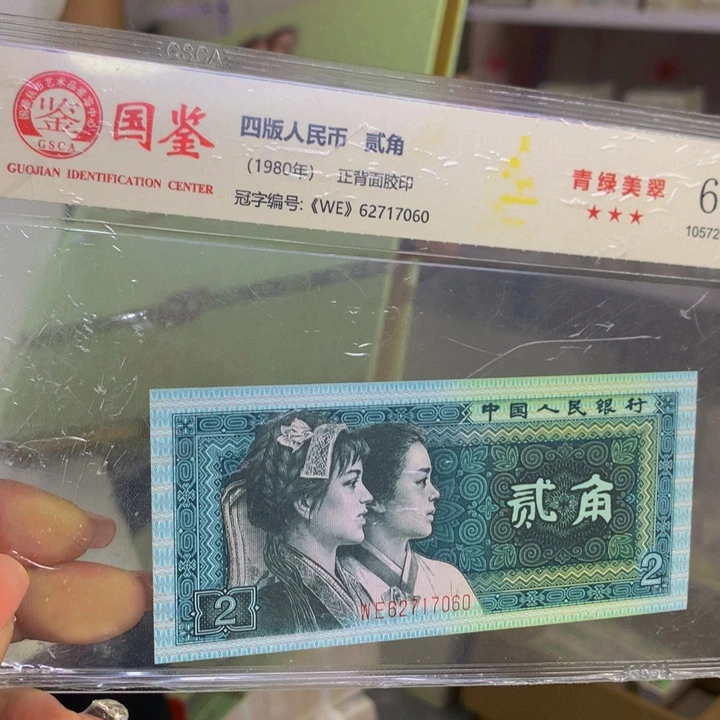 GSCA
鉴
GSCA
国鉴
GUOJIAN IDENTIFICATION CENTER
四版人民币 贰角
(1980年) 正背面胶印
冠字编号:《WE》62717060
青绿美翠
★★★
6
10572
中国人民银行
贰角
2
2
WE62717060